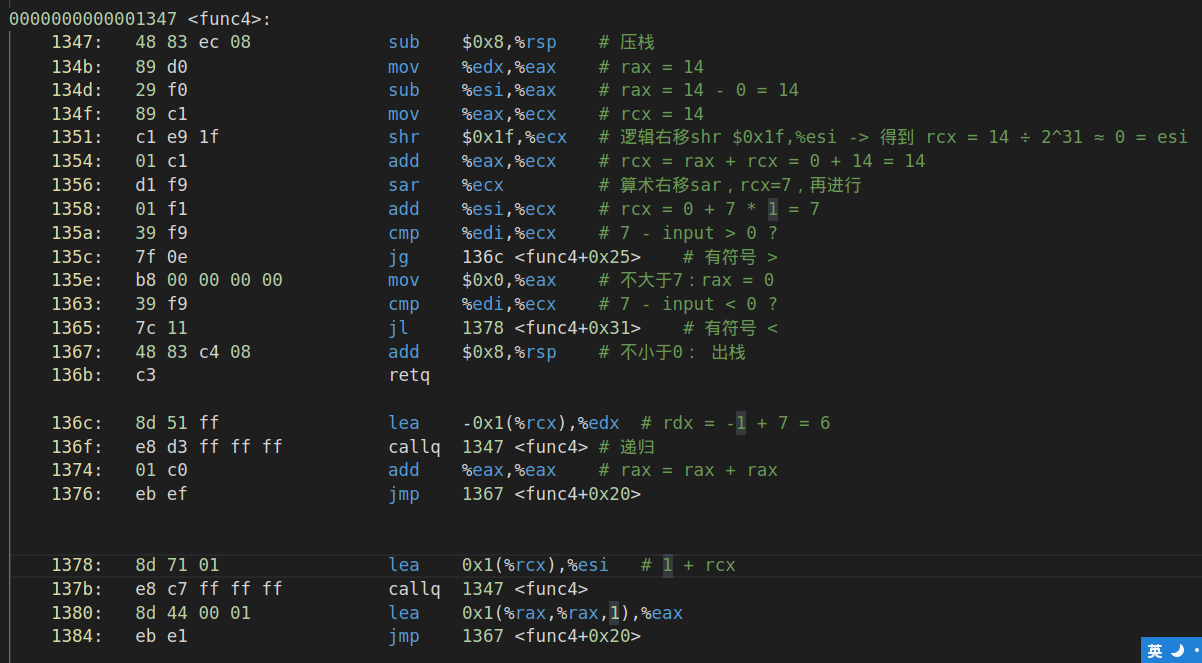 0000000000001347 <func4>:
1347: 48 83 ec 08 sub $0x8,%rsp # 压栈
134b: 89 d0 mov %edx,%eax # rax = 14
134d: 29 f0 sub %esi,%eax # rax = 14 - 0 = 14
134f: 89 c1 mov %eax,%ecx # rcx = 14
1351: c1 e9 1f shr $0x1f,%ecx # 逻辑右移shr $0x1f,%esi -> 得到 rcx = 14 ÷ 2^31 ≈ 0 = esi
1354: 01 c1 add %eax,%ecx # rcx = rax + rcx = 0 + 14 = 14
1356: d1 f9 sar %ecx # 算术右移sar，rcx=7，再进行
1358: 01 f1 add %esi,%ecx # rcx = 0 + 7 * 1 = 7
135a: 39 f9 cmp %edi,%ecx # 7 - input > 0 ?
135c: 7f 0e jg 136c <func4+0x25> # 有符号 >
135e: b8 00 00 00 00 mov $0x0,%eax # 不大于7：rax = 0
1363: 39 f9 cmp %edi,%ecx # 7 - input < 0 ?
1365: 7c 11 jl 1378 <func4+0x31> # 有符号 <
1367: 48 83 c4 08 add $0x8,%rsp # 不小于0： 出栈
136b: c3 retq
136c: 8d 51 ff lea -0x1(%rcx),%edx # rdx = -1 + 7 = 6
136f: e8 d3 ff ff ff callq 1347 <func4> # 递归
1374: 01 c0 add %eax,%eax # rax = rax + rax
1376: eb ef jmp 1367 <func4+0x20>
1378: 8d 71 01 lea 0x1(%rcx),%esi # 1 + rcx
137b: e8 c7 ff ff ff callq 1347 <func4>
1380: 8d 44 00 01 lea 0x1(%rax,%rax,1),%eax
1384: eb e1 jmp 1367 <func4+0x20>
英